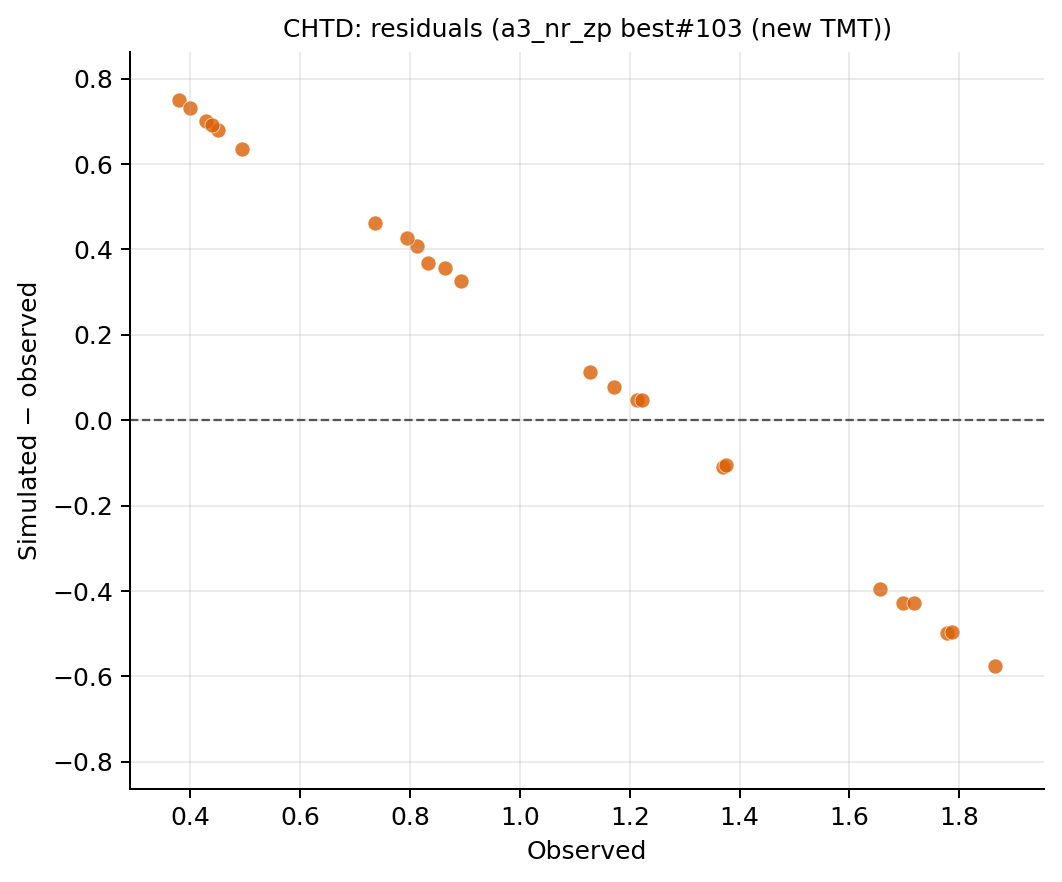 CHTD: residuals (a3_nr_zp best#103 (new TMT))
0.8
0.6
0.4
0.2
0.0
−0.2
−0.4
−0.6
−0.8
Simulated − observed
0.4 0.6 0.8 1.0 1.2 1.4 1.6 1.8
Observed